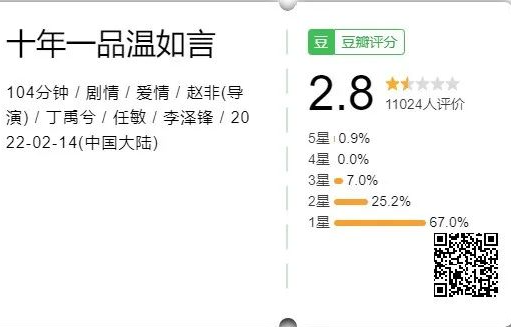 十年一品温如言
104分钟 / 剧情 / 爱情 / 赵非(导
演) / 丁禹兮 / 任敏 / 李泽锋 / 20
22-02-14(中国大陆)
豆 豆瓣评分
2.8
11024人评价
5星 0.9%
4星 0.0%
3星 7.0%
2星 25.2%
1星 67.0%